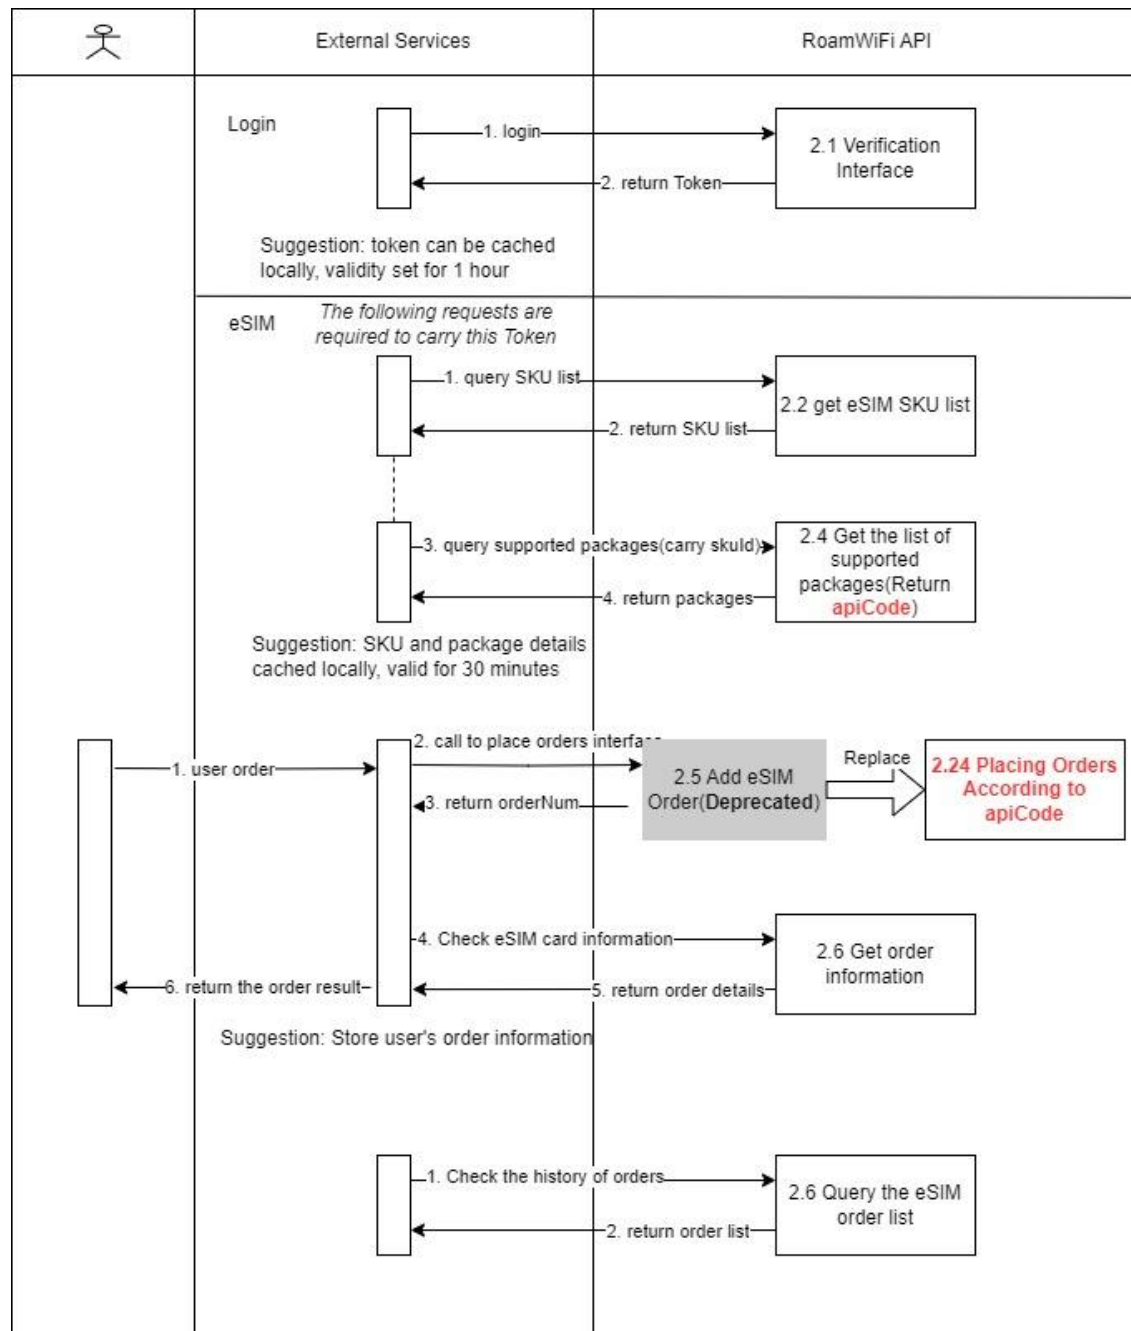 External Services
RoamWiFi API
Login
1. login
2.1 Verification
Interface
2. return Token
Suggestion: token can be cached
locally, validity set for 1 hour
eSIM
The following requests are
required to carry this Token
1. query SKU list
2.2 get eSIM SKU list
2. return SKU list
3. query supported packages(carry skuId)
2.4 Get the list of
supported
packages(Return
apiCode)
4. return packages
Suggestion: SKU and package details
cached locally, valid for 30 minutes
1. user order
2. call to place orders interface
3. return orderNum
2.5 Add eSIM
Order(Deprecated)
Replace
2.24 Placing Orders
According to
apiCode
4. Check eSIM card information
2.6 Get order
information
5. return order details
6. return the order result
Suggestion: Store user's order information
1. Check the history of orders
2.6 Query the eSIM
order list
2. return order list